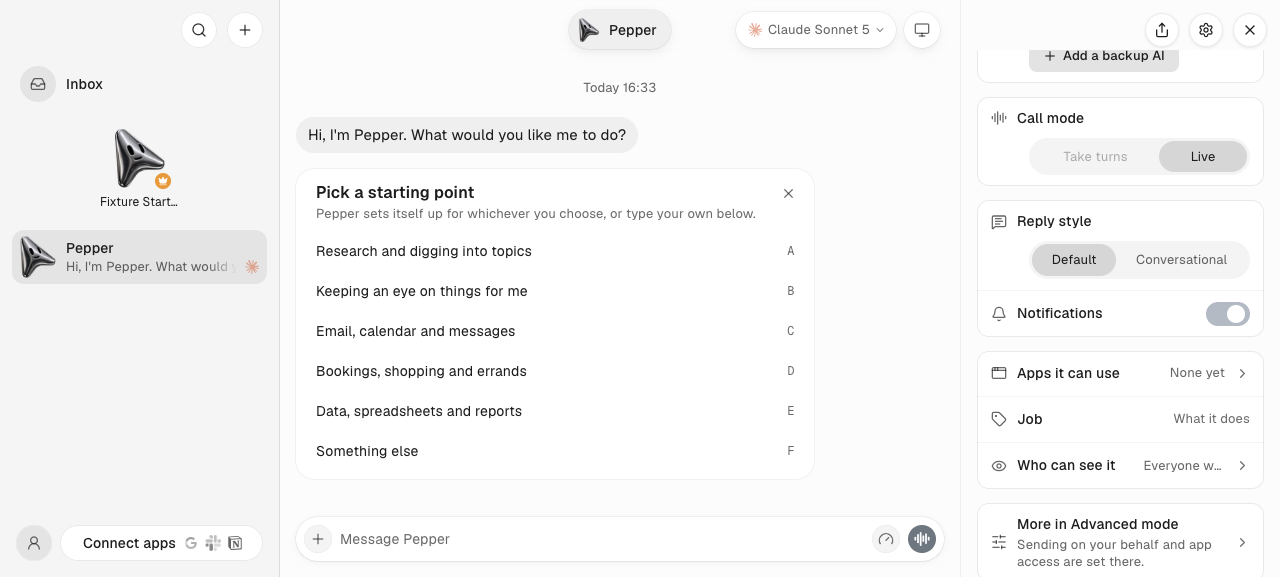 Inbox
Fixture Start...
Pepper
Hi, I'm Pepper. What would
Connect apps
Pepper
Claude Sonnet 5
Today 16:33
Hi, I'm Pepper. What would you like me to do?
Pick a starting point
Pepper sets itself up for whichever you choose, or type your own below.
Research and digging into topics A
Keeping an eye on things for me B
Email, calendar and messages C
Bookings, shopping and errands D
Data, spreadsheets and reports E
Something else F
Message Pepper
Add a backup AI
Call mode
Take turns Live
Reply style
Default Conversational
Notifications
Apps it can use None yet
Job What it does
Who can see it Everyone w...
More in Advanced mode
Sending on your behalf and app
access are set there.